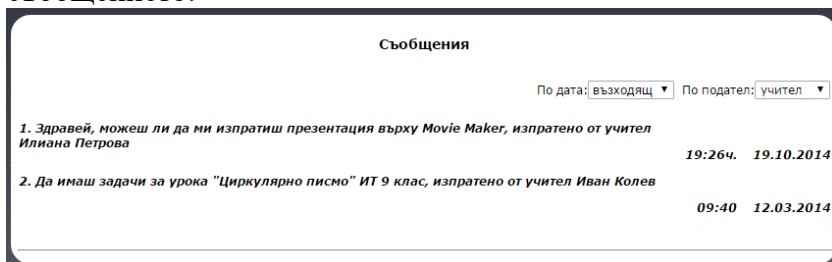 Съобщения
По дата: възходящ По подател: учител
1. Здравей, можеш ли да ми изпратиш презентация върху Movie Maker, изпратено от учител
Илиана Петрова
19:26ч. 19.10.2014
2. Да имаш задачи за урока "Циркулярно писмо" ИТ 9 клас, изпратено от учител Иван Колев
09:40 12.03.2014